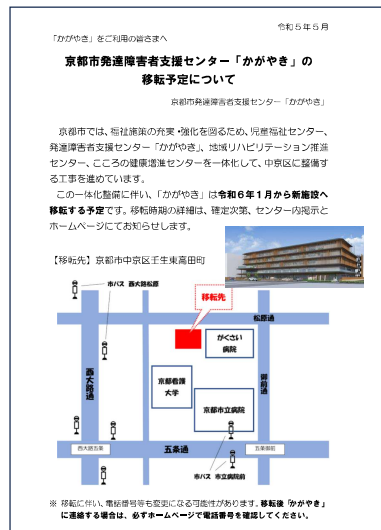 令和５年５月
「かがやき」をご利用の皆さまへ
京都市発達障害者支援センター「かがやき」の
移転予定について
京都市発達障害者支援センター「かがやき」
京都市では、福祉施策の充実・強化を図るため、児童福祉センター、
発達障害者支援センター「かがやき」、地域リハビリテーション推進
センター、こころの健康増進センターを一体化して、中京区に整備す
る工事を進めています。
この一体化整備に伴い、「かがやき」は令和６年１月から新施設へ
移転する予定です。移転時期の詳細は、確定次第、センター内掲示と
ホームページにてお知らせします。
【移転先】京都市中京区壬生東高田町
市バス 西大路松原
移転先
松原通
がくさい
病院
西大路通
京都看護
大学
御前通
京都市立病院
西大路五条
五条通
五条御前
市バス 市立病院前
※ 移転に伴い、電話番号等も変更になる可能性があります。移転後「かがやき」
に連絡する場合は、必ずホームページで電話番号を確認してください。